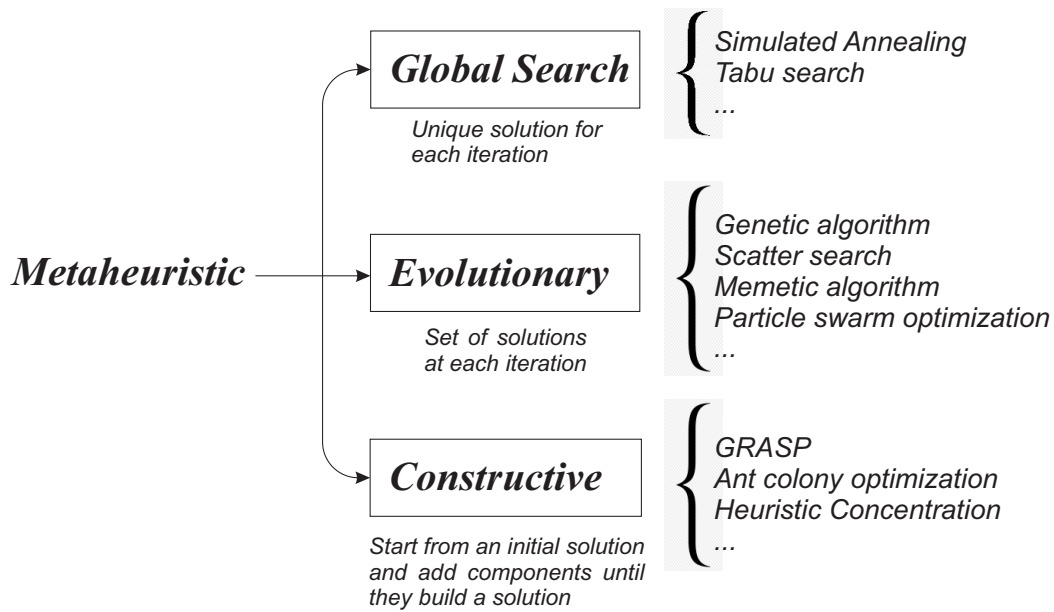 Metaheuristic
Global Search
Unique solution for
each iteration
Simulated Annealing
Tabu search
...
Evolutionary
Set of solutions
at each iteration
Genetic algorithm
Scatter search
Memetic algorithm
Particle swarm optimization
...
Constructive
Start from an initial solution
and add components until
they build a solution
GRASP
Ant colony optimization
Heuristic Concentration
...